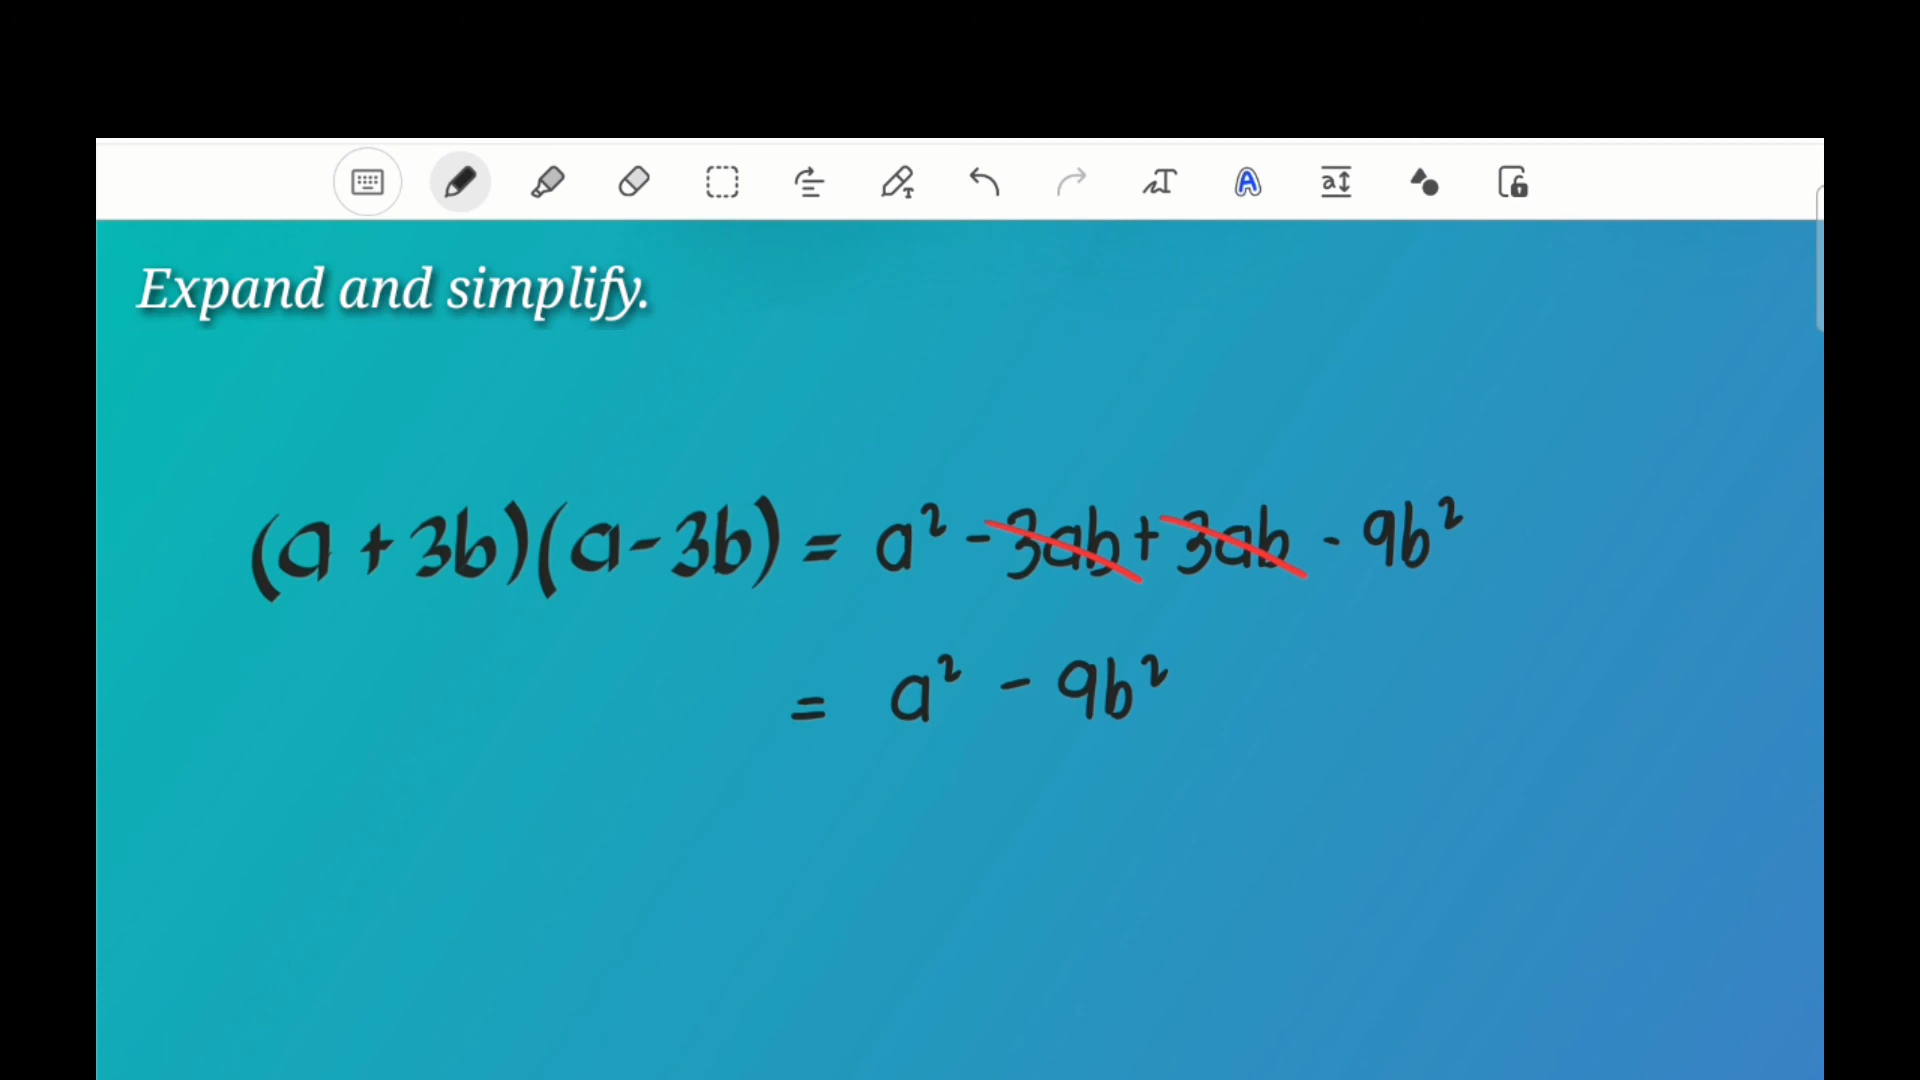 Expand and simplify.
(a + 3b)(a - 3b) = a² - 3ab + 3ab - 9b²
= a² - 9b²